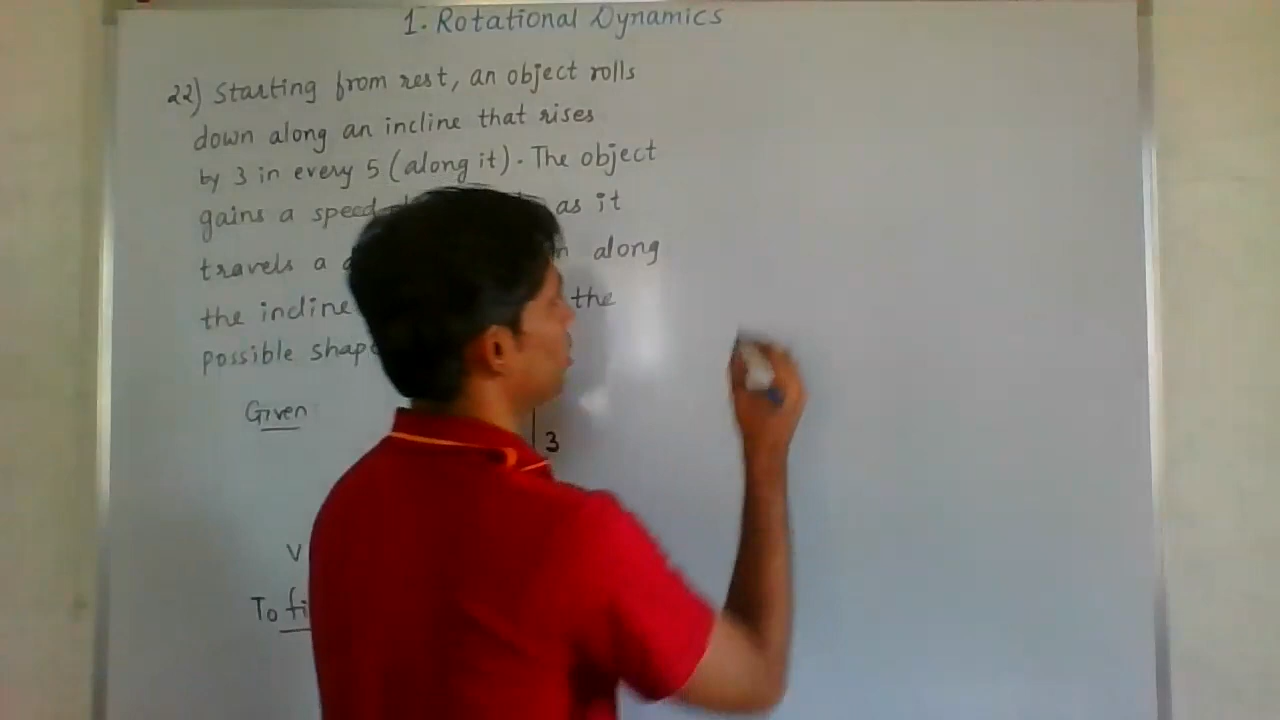 1. Rotational Dynamics
22) Starting from rest, an object rolls
down along an incline that rises
by 3 in every 5 (along it). The object
gains a speed as it
travels a along
the incline the
possible
Given
3
V
To